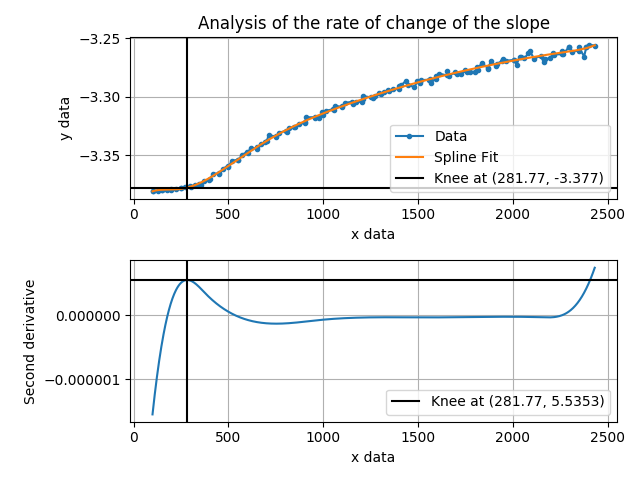 Analysis of the rate of change of the slope
y data
−3.25
−3.30
−3.35
Data
Spline Fit
Knee at (281.77, -3.377)
0 500 1000 1500 2000 2500
x data
Second derivative
0.000000
−0.000001
Knee at (281.77, 5.5353)
0 500 1000 1500 2000 2500
x data